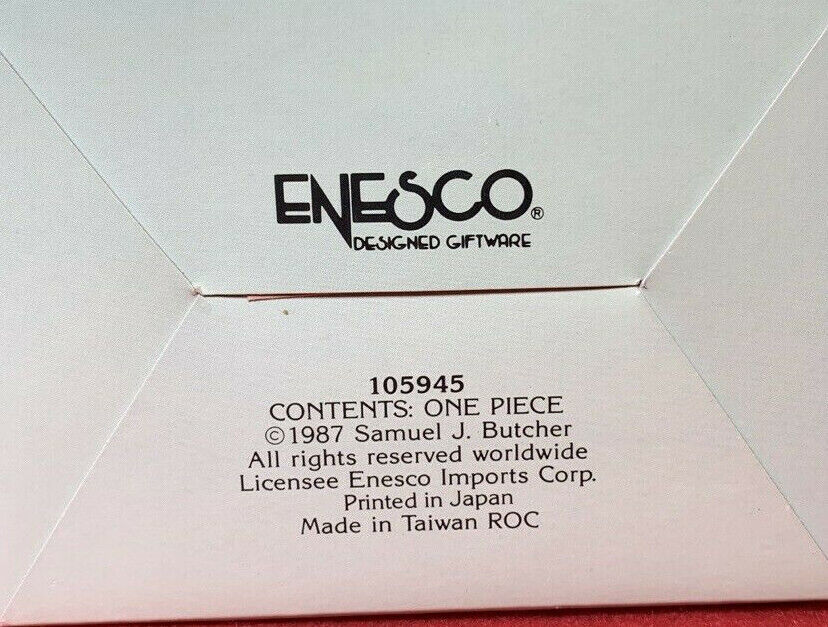 ENESCO®
DESIGNED GIFTWARE
105945
CONTENTS: ONE PIECE
©1987 Samuel J. Butcher
All rights reserved worldwide
Licensee Enesco Imports Corp.
Printed in Japan
Made in Taiwan ROC